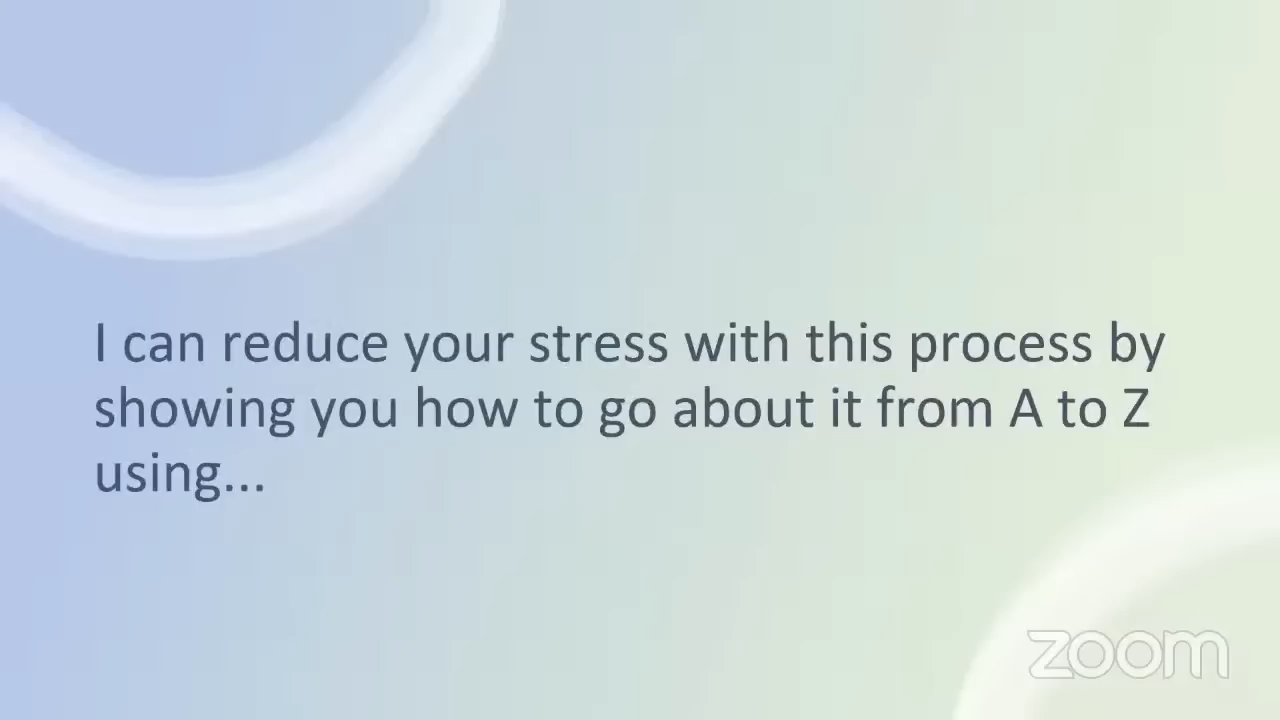 I can reduce your stress with this process by
showing you how to go about it from A to Z
using...
zoom